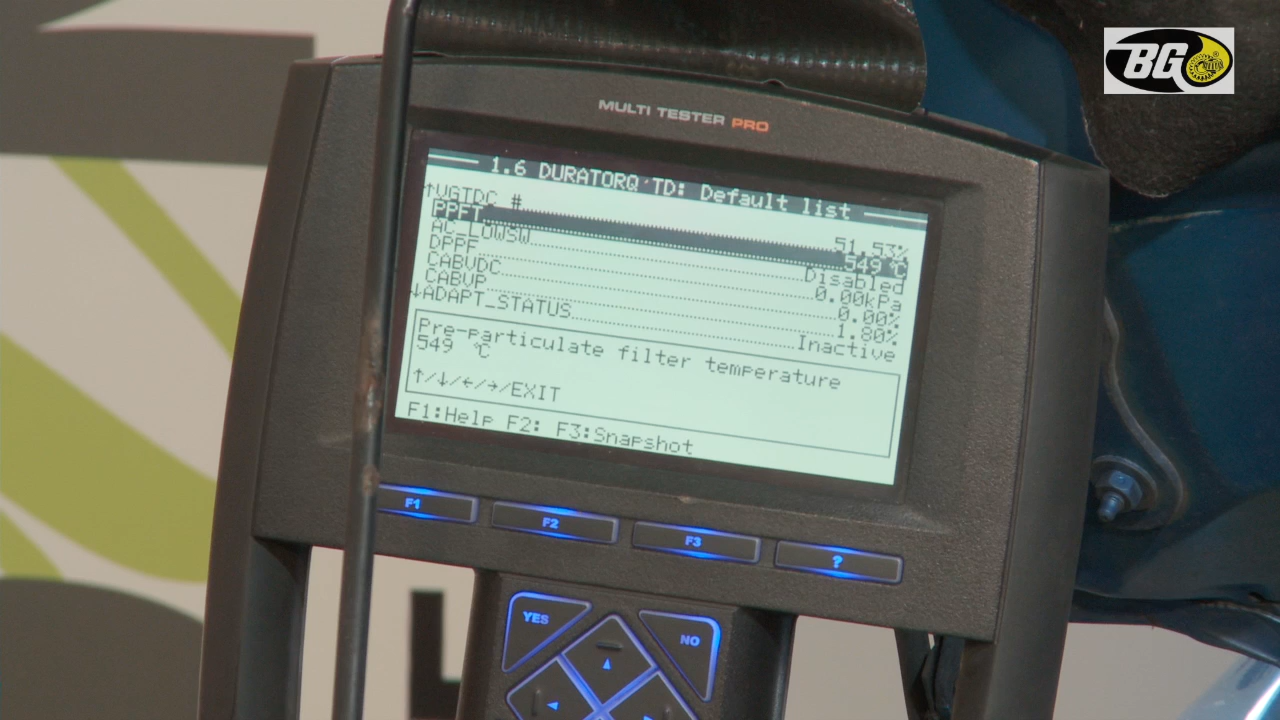 BG
MULTI TESTER PRO
1.6 DURATORQ TD: Default list
↑VGTDC # 51.53%
PPFT 549 °C
AC_LOWSW Disabled
DPPF 0.00kPa
CABVDC 0.00%
CABVP 1.80%
↓ADAPT_STATUS Inactive
Pre-particulate filter temperature
549 °C
↑/↓/←/→/EXIT
F1:Help F2: F3:Snapshot
F1 F2 F3 ?
YES NO